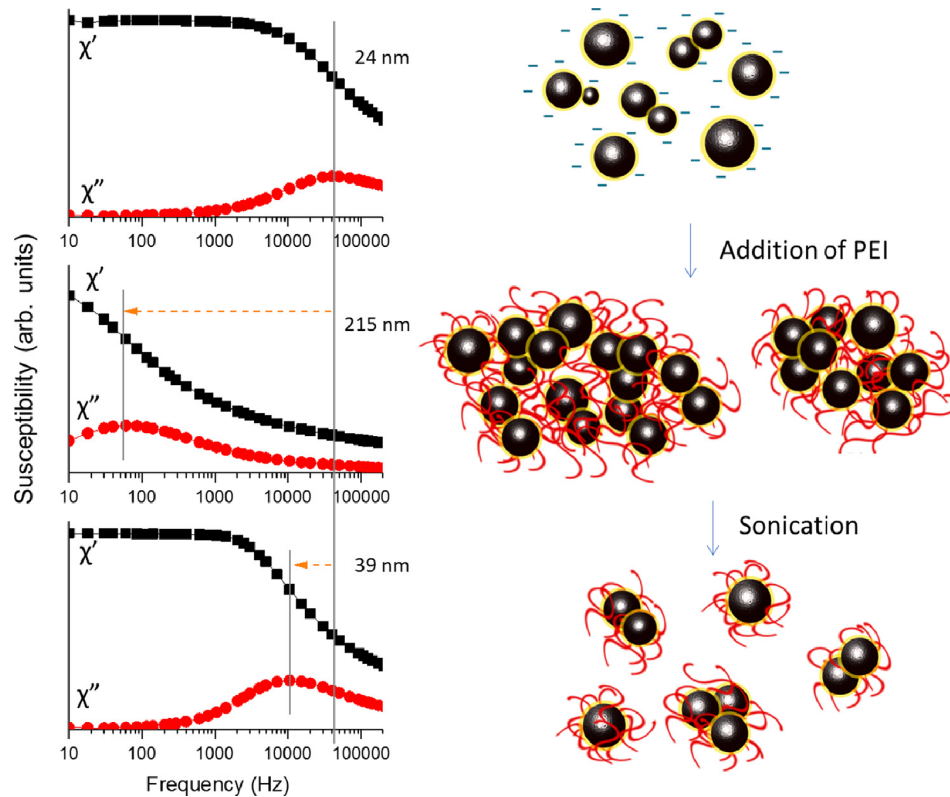 χ'
24 nm
χ"
10 100 1000 10000 100000
Addition of PEI
χ'
215 nm
χ"
10 100 1000 10000 100000
Sonication
χ'
39 nm
χ"
10 100 1000 10000 100000
Frequency (Hz)
Susceptibility (arb. units)